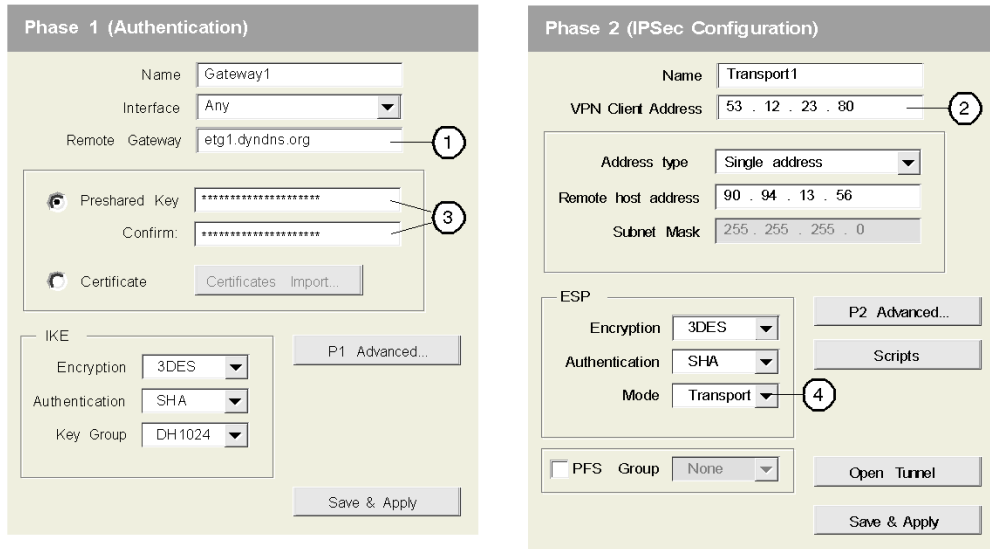 Phase 1 (Authentication)
Name Gateway1
Interface Any
Remote Gateway etg1.dyndns.org
1
Preshared Key ********************
3
Confirm: ********************
Certificate Certificates Import...
IKE
Encryption 3DES
Authentication SHA
Key Group DH1024
P1 Advanced...
Save & Apply
Phase 2 (IPSec Configuration)
Name Transport1
VPN Client Address 53 . 12 . 23 . 80
2
Address type Single address
Remote host address 90 . 94 . 13 . 56
Subnet Mask 255 . 255 . 255 . 0
ESP
Encryption 3DES
Authentication SHA
Mode Transport
4
P2 Advanced...
Scripts
PFS Group None
Open Tunnel
Save & Apply